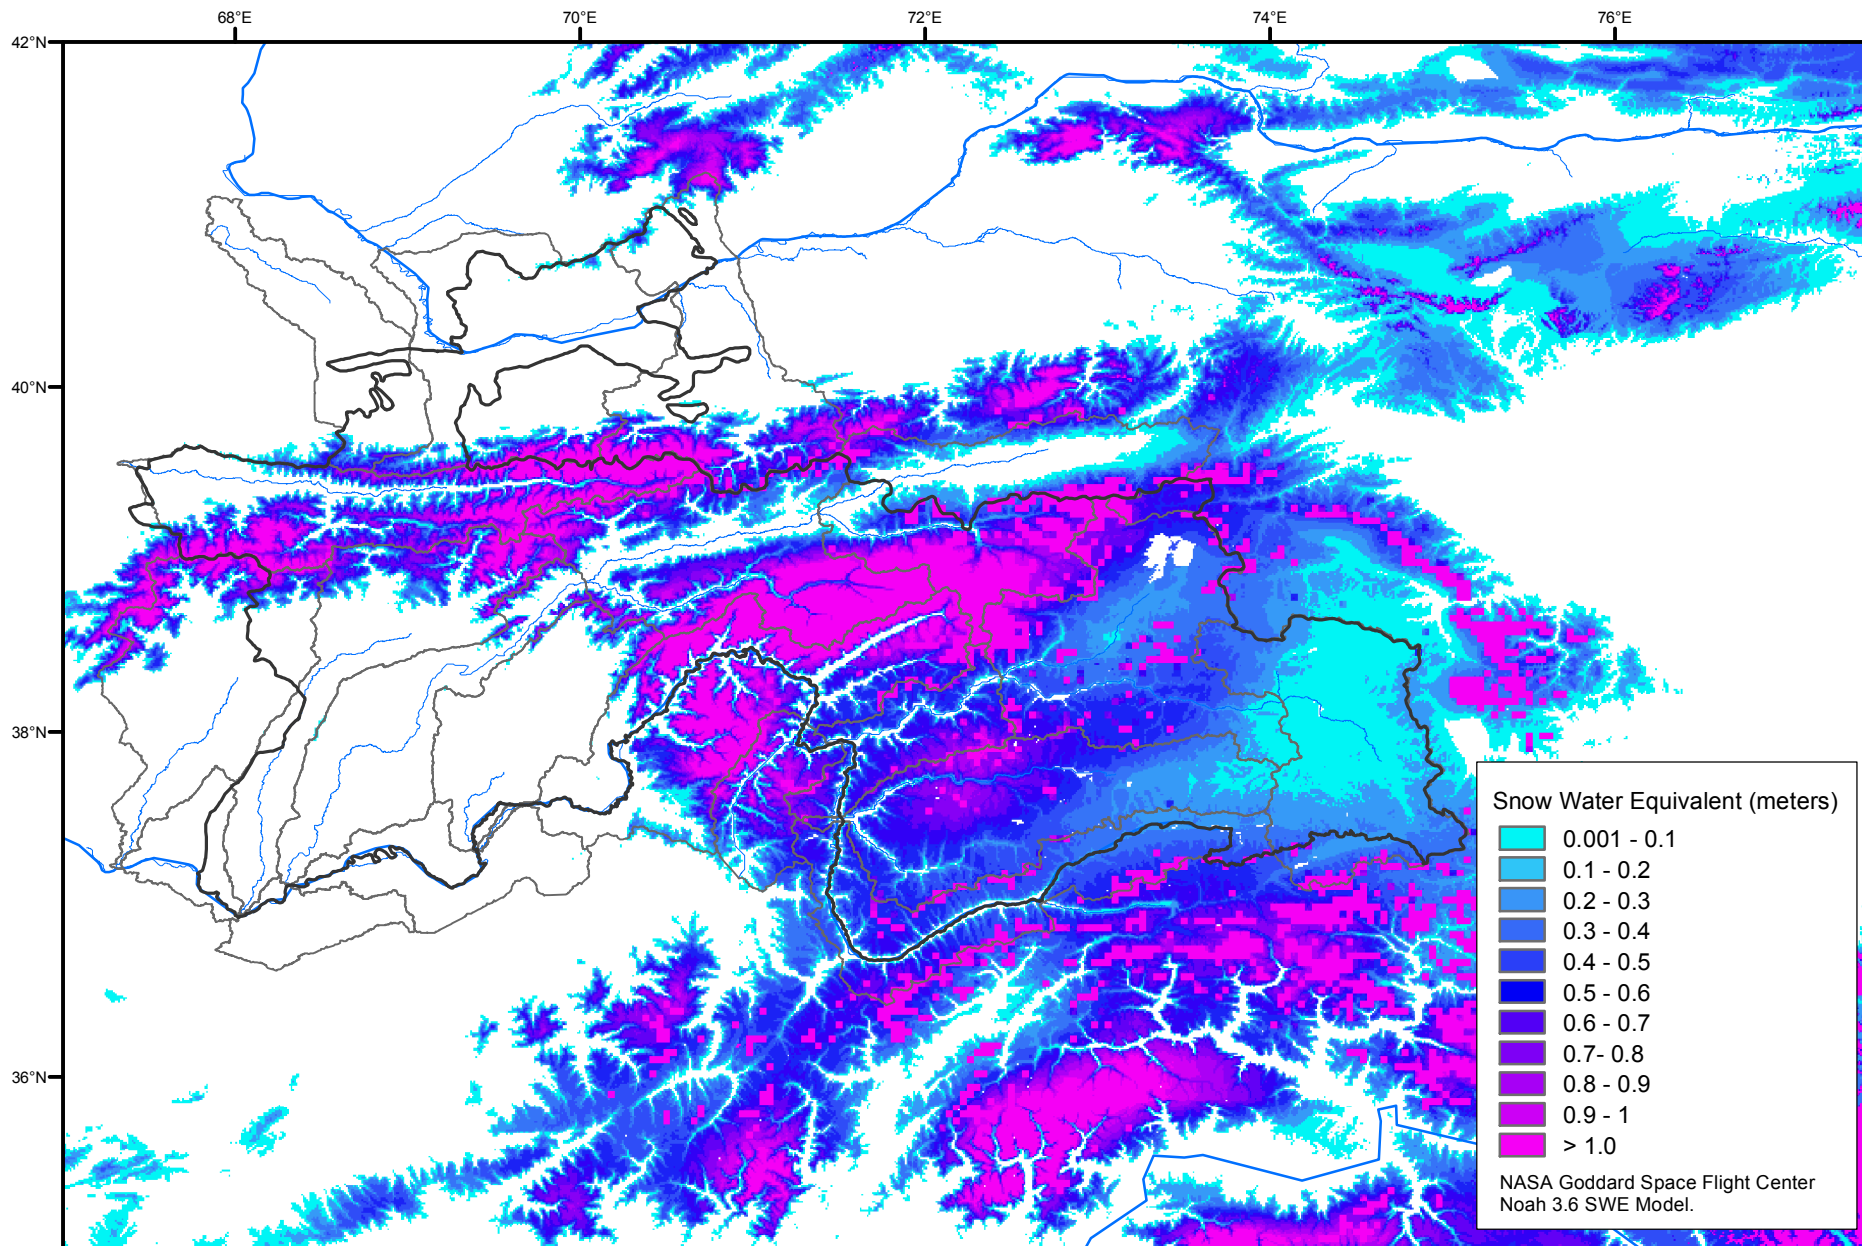 68°E 70°E 72°E 74°E 76°E
42°N
40°N
38°N
36°N
Snow Water Equivalent (meters)
0.001 - 0.1
0.1 - 0.2
0.2 - 0.3
0.3 - 0.4
0.4 - 0.5
0.5 - 0.6
0.6 - 0.7
0.7- 0.8
0.8 - 0.9
0.9 - 1
> 1.0
NASA Goddard Space Flight Center
Noah 3.6 SWE Model.